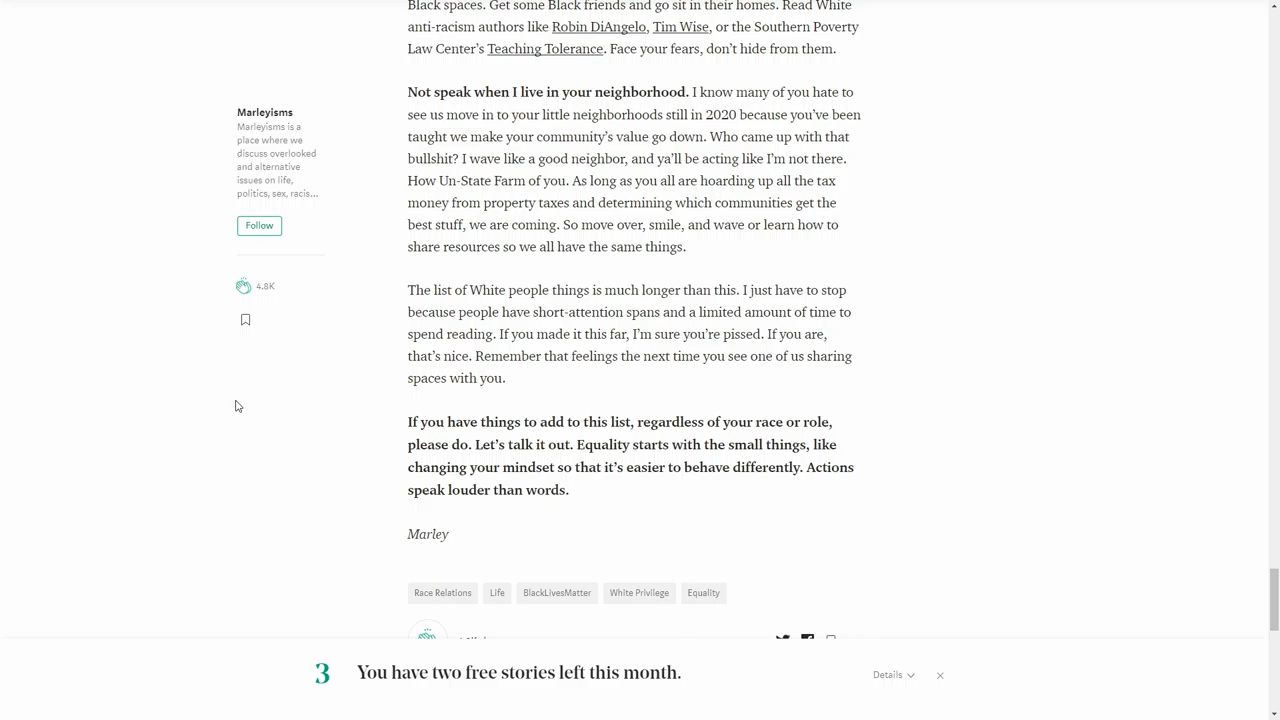 Black spaces. Get some Black friends and go sit in their homes. Read White
anti-racism authors like Robin DiAngelo, Tim Wise, or the Southern Poverty
Law Center's Teaching Tolerance. Face your fears, don't hide from them.
Marleyisms
Marleyisms is a
place where we
discuss overlooked
and alternative
issues on life,
politics, sex, racis...
Follow
4.8K
Not speak when I live in your neighborhood. I know many of you hate to
see us move in to your little neighborhoods still in 2020 because you've been
taught we make your community's value go down. Who came up with that
bullshit? I wave like a good neighbor, and ya'll be acting like I'm not there.
How Un-State Farm of you. As long as you all are hoarding up all the tax
money from property taxes and determining which communities get the
best stuff, we are coming. So move over, smile, and wave or learn how to
share resources so we all have the same things.
The list of White people things is much longer than this. I just have to stop
because people have short-attention spans and a limited amount of time to
spend reading. If you made it this far, I'm sure you're pissed. If you are,
that's nice. Remember that feelings the next time you see one of us sharing
spaces with you.
If you have things to add to this list, regardless of your race or role,
please do. Let's talk it out. Equality starts with the small things, like
changing your mindset so that it's easier to behave differently. Actions
speak louder than words.
Marley
Race Relations Life BlackLivesMatter White Privilege Equality
3 You have two free stories left this month. Details